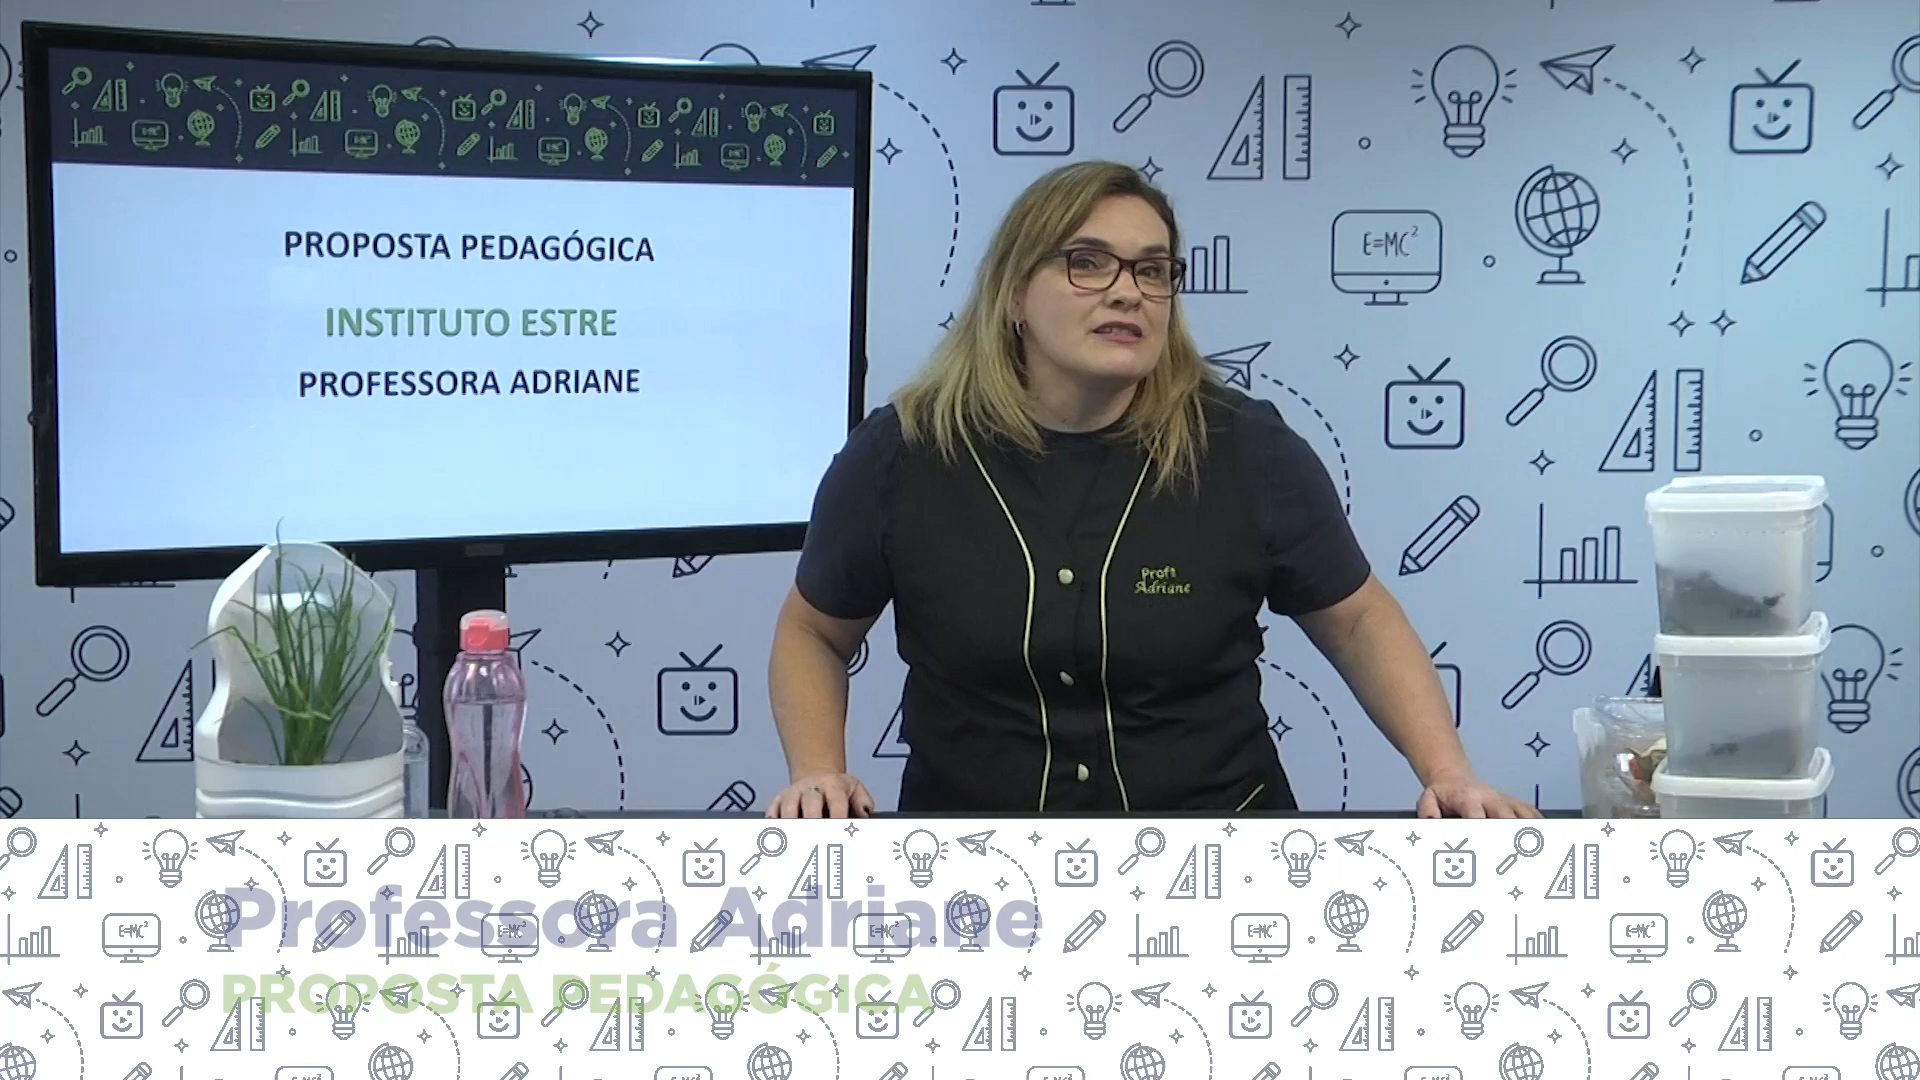 PROPOSTA PEDAGÓGICA
INSTITUTO ESTRE
PROFESSORA ADRIANE
E=MC²
Profª
Adriane
Professora Adriane
PROPOSTA PEDAGÓGICA